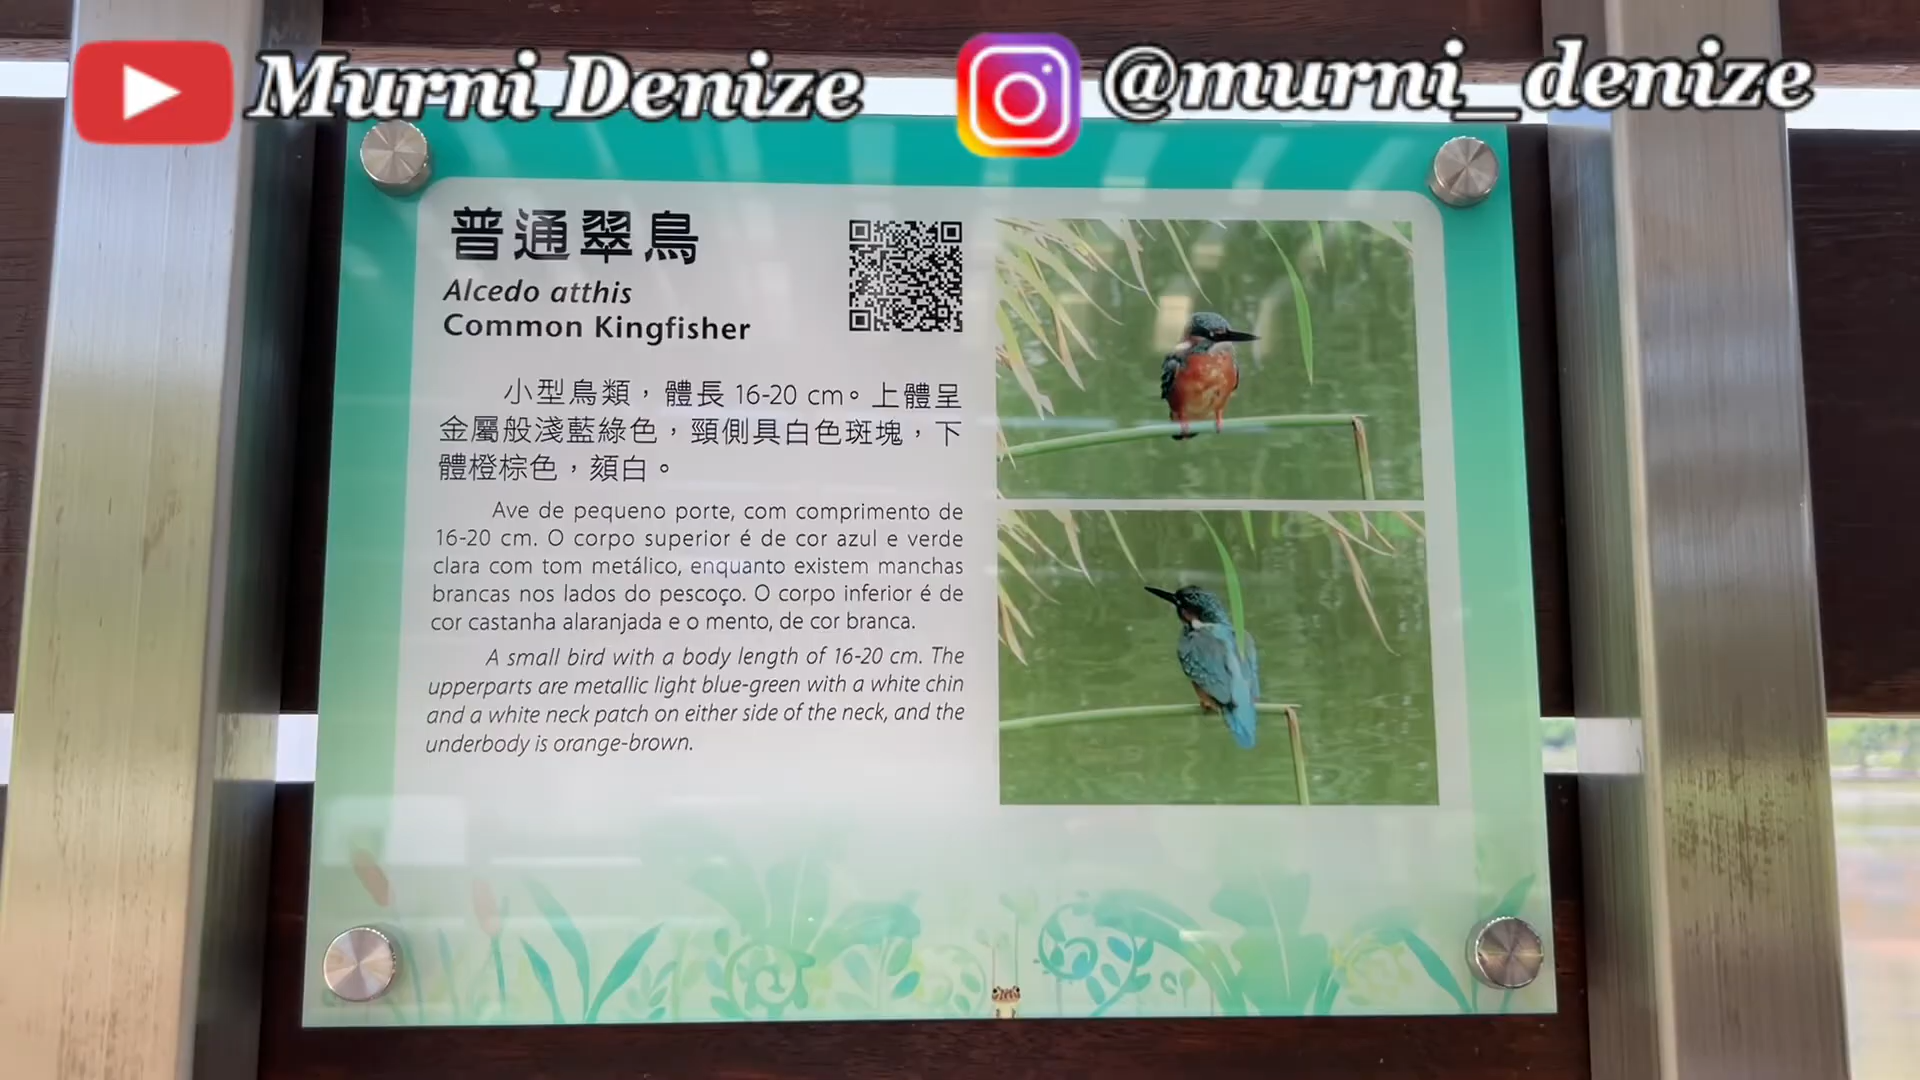 Murni Denize @murni_denize
普通翠鳥
Alcedo atthis
Common Kingfisher
小型鳥類，體長 16-20 cm。上體呈
金屬般淺藍綠色，頸側具白色斑塊，下
體橙棕色，頦白。
Ave de pequeno porte, com comprimento de
16-20 cm. O corpo superior é de cor azul e verde
clara com tom metálico, enquanto existem manchas
brancas nos lados do pescoço. O corpo inferior é de
cor castanha alaranjada e o mento, de cor branca.
A small bird with a body length of 16-20 cm. The
upperparts are metallic light blue-green with a white chin
and a white neck patch on either side of the neck, and the
underbody is orange-brown.